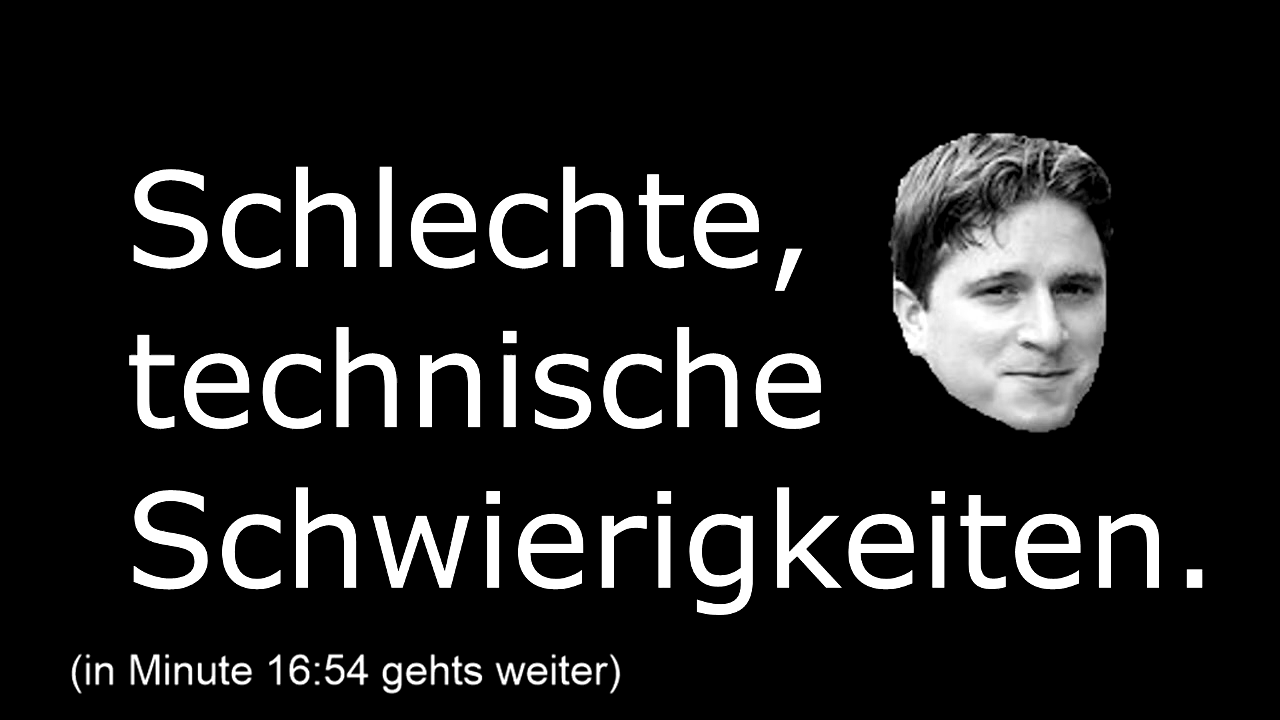 Schlechte,
technische
Schwierigkeiten.
(in Minute 16:54 gehts weiter)